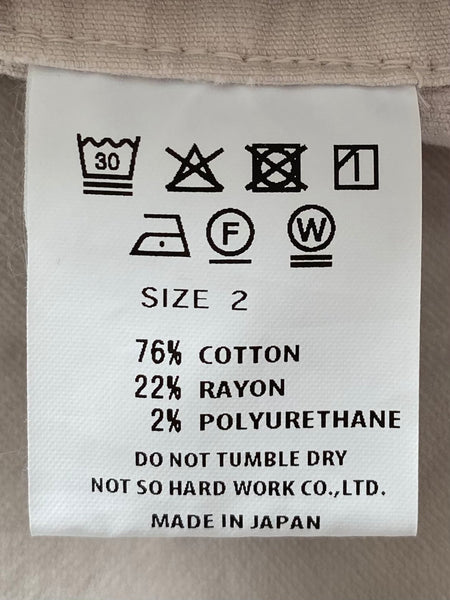 30
F W
SIZE 2
76% COTTON
22% RAYON
2% POLYURETHANE
DO NOT TUMBLE DRY
NOT SO HARD WORK CO.,LTD.
MADE IN JAPAN